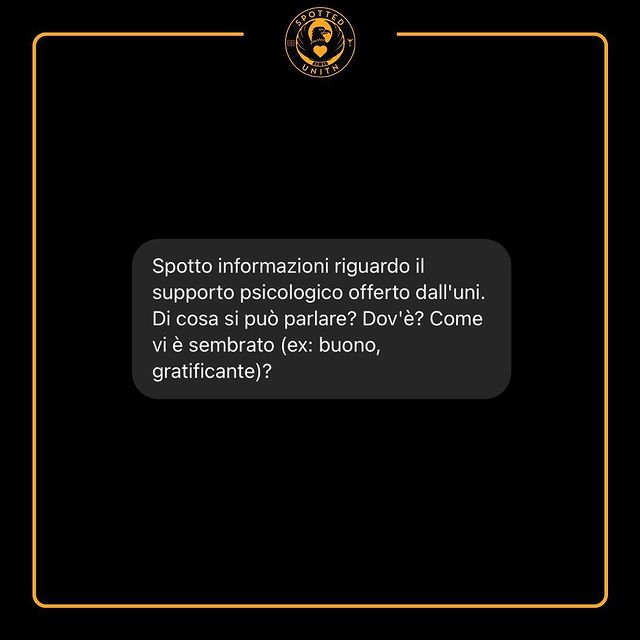 SPOTTED
UNITN
Spotto informazioni riguardo il
supporto psicologico offerto dall'uni.
Di cosa si può parlare? Dov'è? Come
vi è sembrato (ex: buono,
gratificante)?